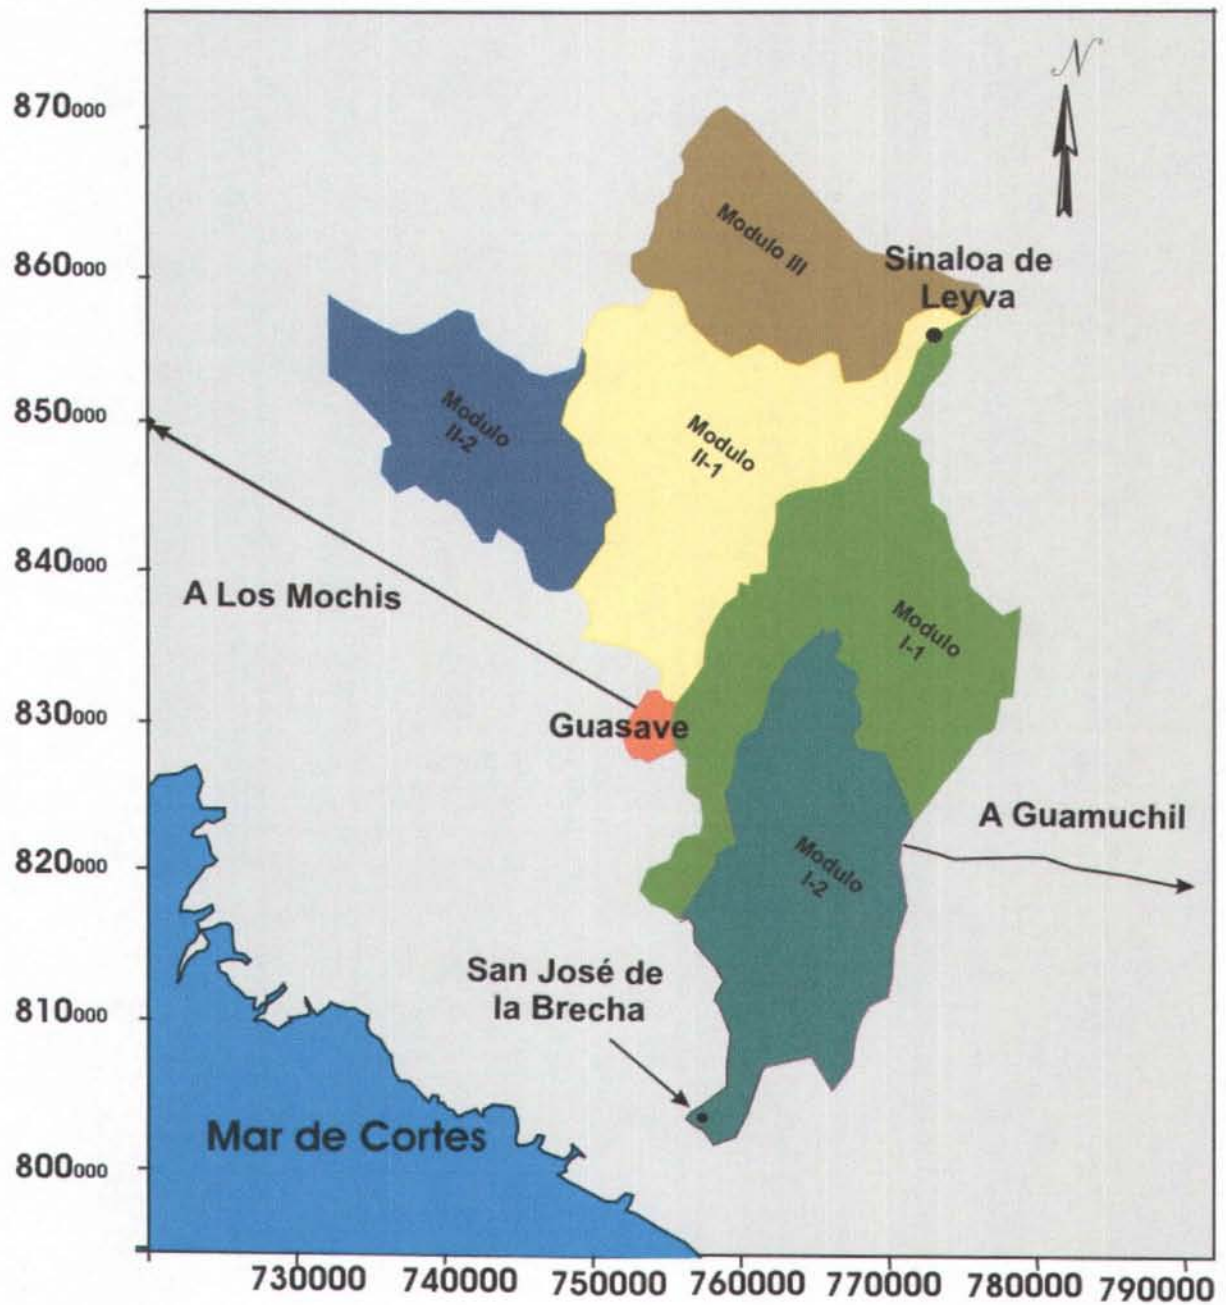 N
870000
860000
850000
840000
830000
820000
810000
800000
Modulo III
Sinaloa de
Leyva
Modulo
II-2
Modulo
II-1
A Los Mochis
Modulo
I-1
Guasave
A Guamuchil
Modulo
I-2
San José de
la Brecha
Mar de Cortes
730000
740000
750000
760000
770000
780000
790000